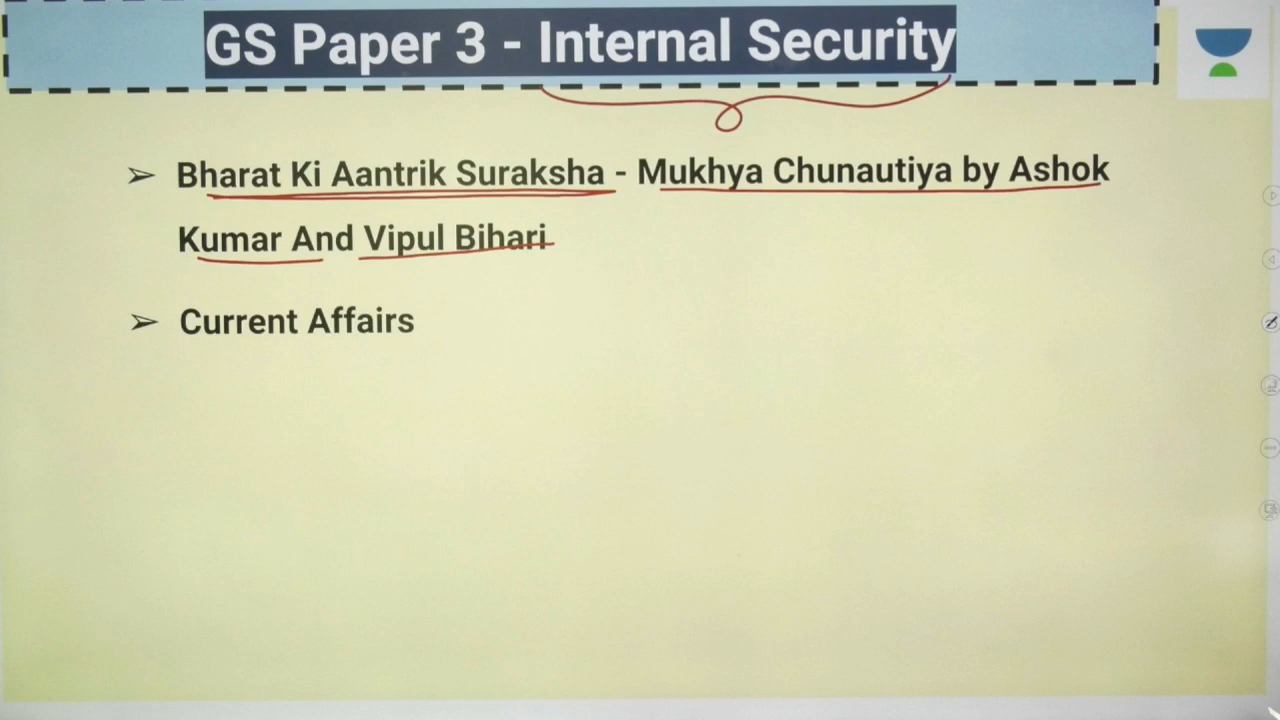 GS Paper 3 - Internal Security
➢ Bharat Ki Aantrik Suraksha - Mukhya Chunautiya by Ashok
Kumar And Vipul Bihari
➢ Current Affairs